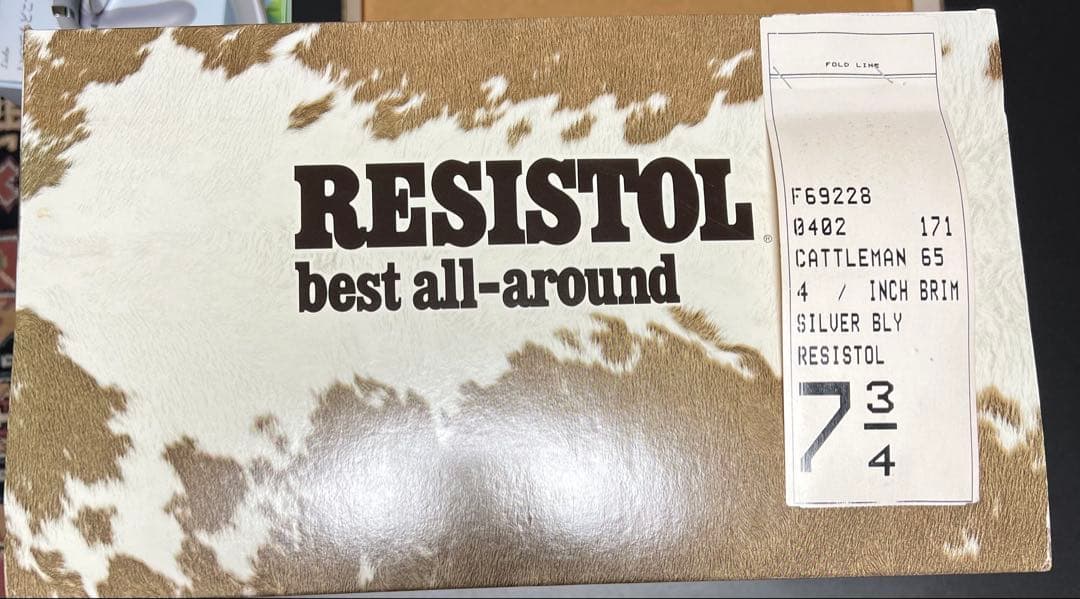 RESISTOL®
best all-around
FOLD LINE
F69228
0402 171
CATTLEMAN 65
4 / INCH BRIM
SILVER BLY
RESISTOL
7 3/4